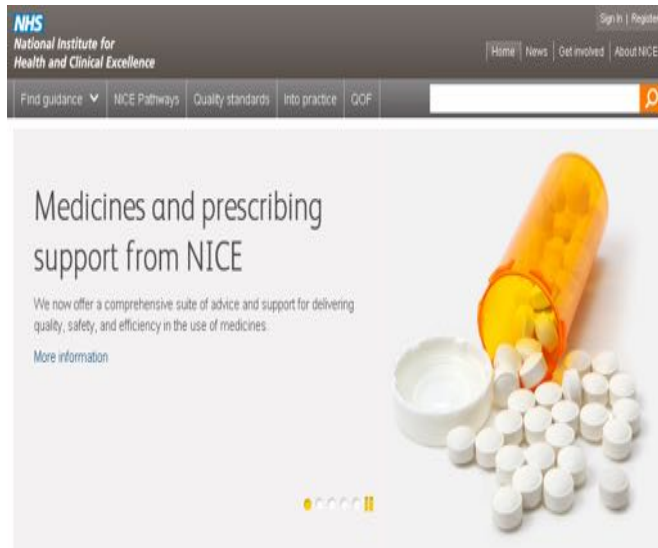 NHS
Sign In | Register
National Institute for
Health and Clinical Excellence
Home News Get involved About NICE
Find guidance NICE Pathways Quality standards Into practice QOF
Medicines and prescribing
support from NICE
We now offer a comprehensive suite of advice and support for delivering
quality, safety, and efficiency in the use of medicines.
More information